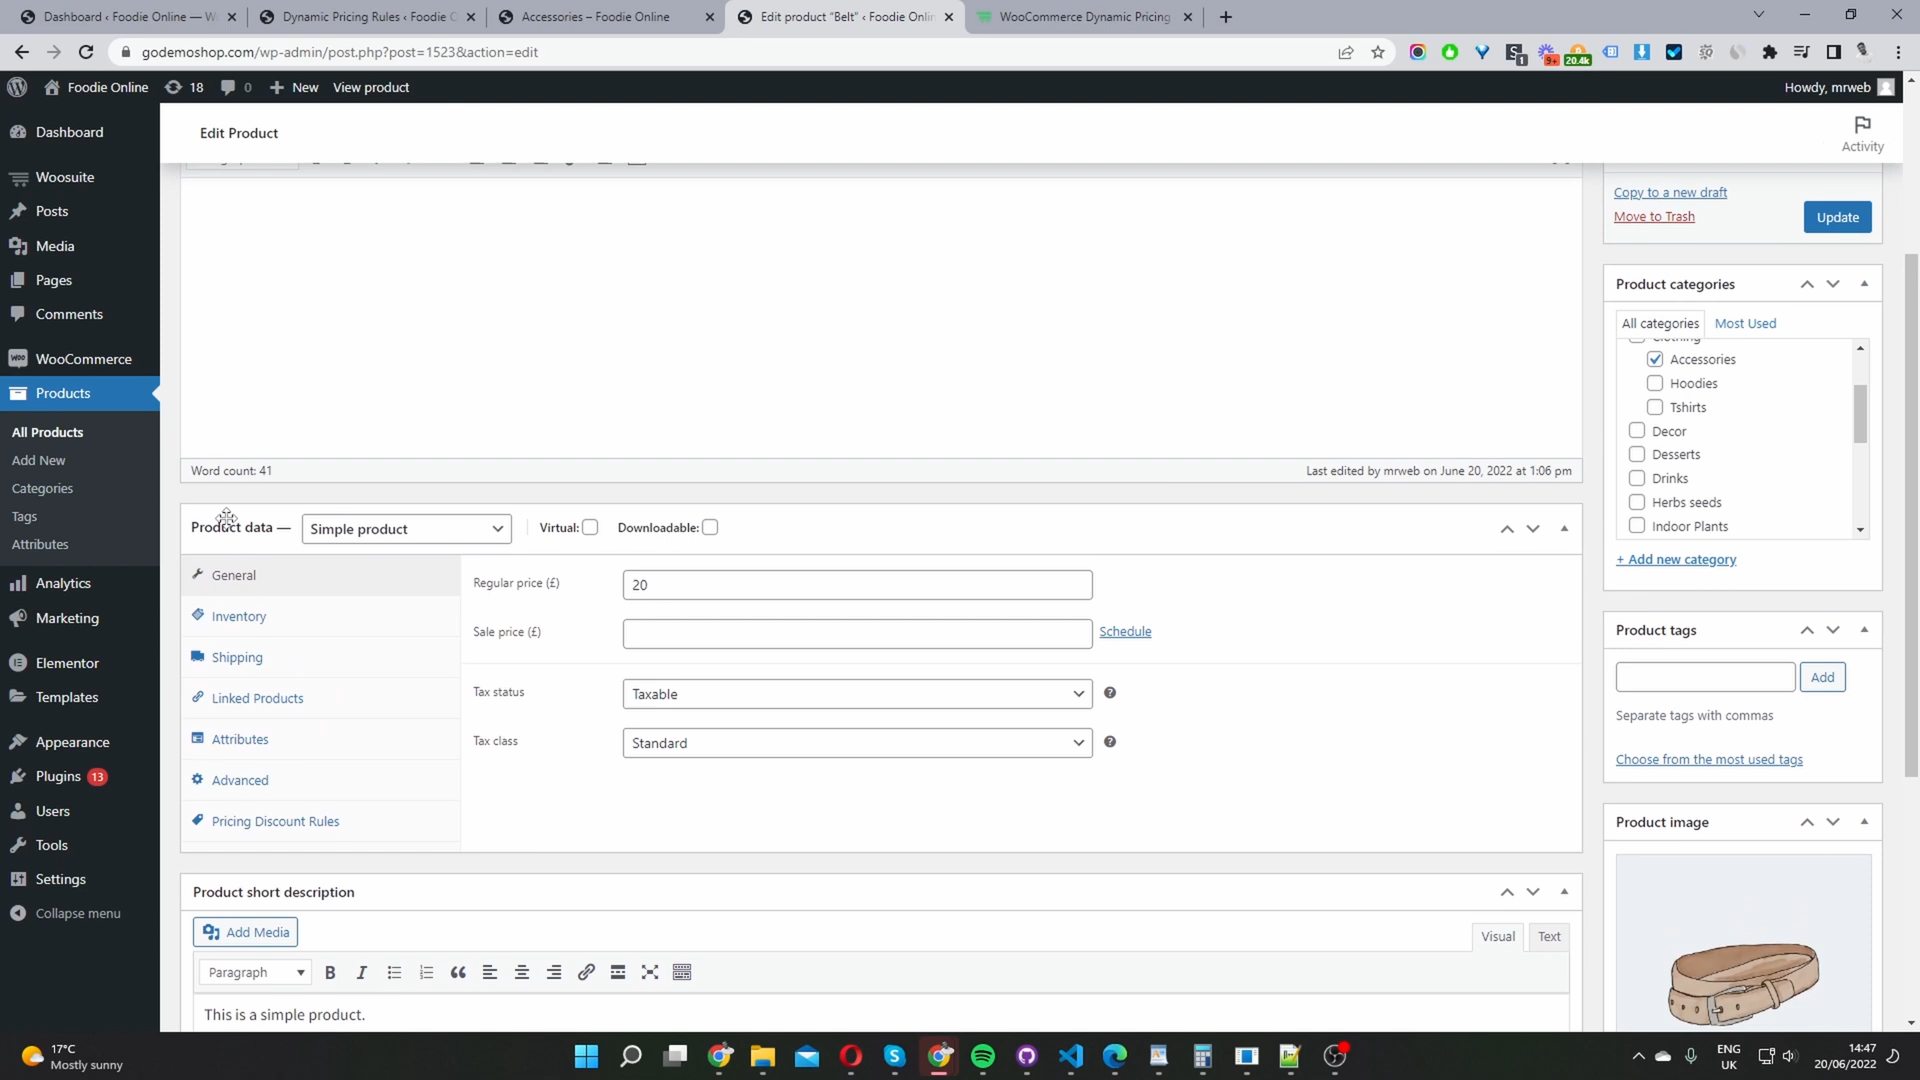 Dashboard ‹ Foodie Online — W
Dynamic Pricing Rules ‹ Foodie O
Accessories – Foodie Online
Edit product “Belt” ‹ Foodie Onlin
WooCommerce Dynamic Pricing
godemoshop.com/wp-admin/post.php?post=1523&action=edit
1
9+
20.4k
Foodie Online
18
0
New
View product
Howdy, mrweb
Edit Product
Activity
Dashboard
Woosuite
Posts
Media
Pages
Comments
WooCommerce
Products
All Products
Add New
Categories
Tags
Attributes
Analytics
Marketing
Elementor
Templates
Appearance
Plugins 13
Users
Tools
Settings
Collapse menu
Word count: 41
Last edited by mrweb on June 20, 2022 at 1:06 pm
Product data —
Simple product
Virtual:
Downloadable:
General
Inventory
Shipping
Linked Products
Attributes
Advanced
Pricing Discount Rules
Regular price (£)
20
Sale price (£)
Schedule
Tax status
Taxable
Tax class
Standard
Product short description
Add Media
Visual
Text
Paragraph
B I
This is a simple product.
Copy to a new draft
Move to Trash
Update
Product categories
All categories
Most Used
Clothing
Accessories
Hoodies
Tshirts
Decor
Desserts
Drinks
Herbs seeds
Indoor Plants
+ Add new category
Product tags
Add
Separate tags with commas
Choose from the most used tags
Product image
17°C
Mostly sunny
ENG
UK
14:47
20/06/2022